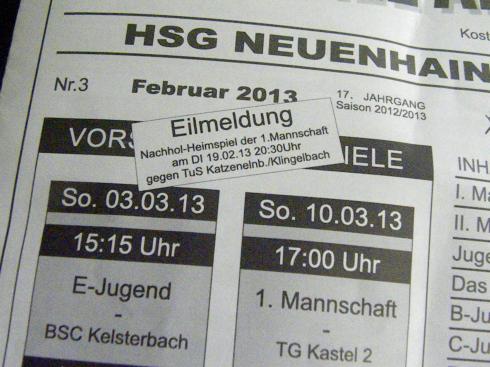 Kost
HSG NEUENHAIN
Nr.3
Februar 2013
17. JAHRGANG
Saison 2012/2013
Eilmeldung
Nachhol-Heimspiel der 1.Mannschaft
am DI 19.02.13 20:30Uhr
gegen TuS Katzenelnb./Klingelbach
VORS
IELE
So. 03.03.13
15:15 Uhr
E-Jugend
-
BSC Kelsterbach
So. 10.03.13
17:00 Uhr
1. Mannschaft
-
TG Kastel 2
INH
I. Ma
II. M
Juge
Das
B-Ju
C-Ju